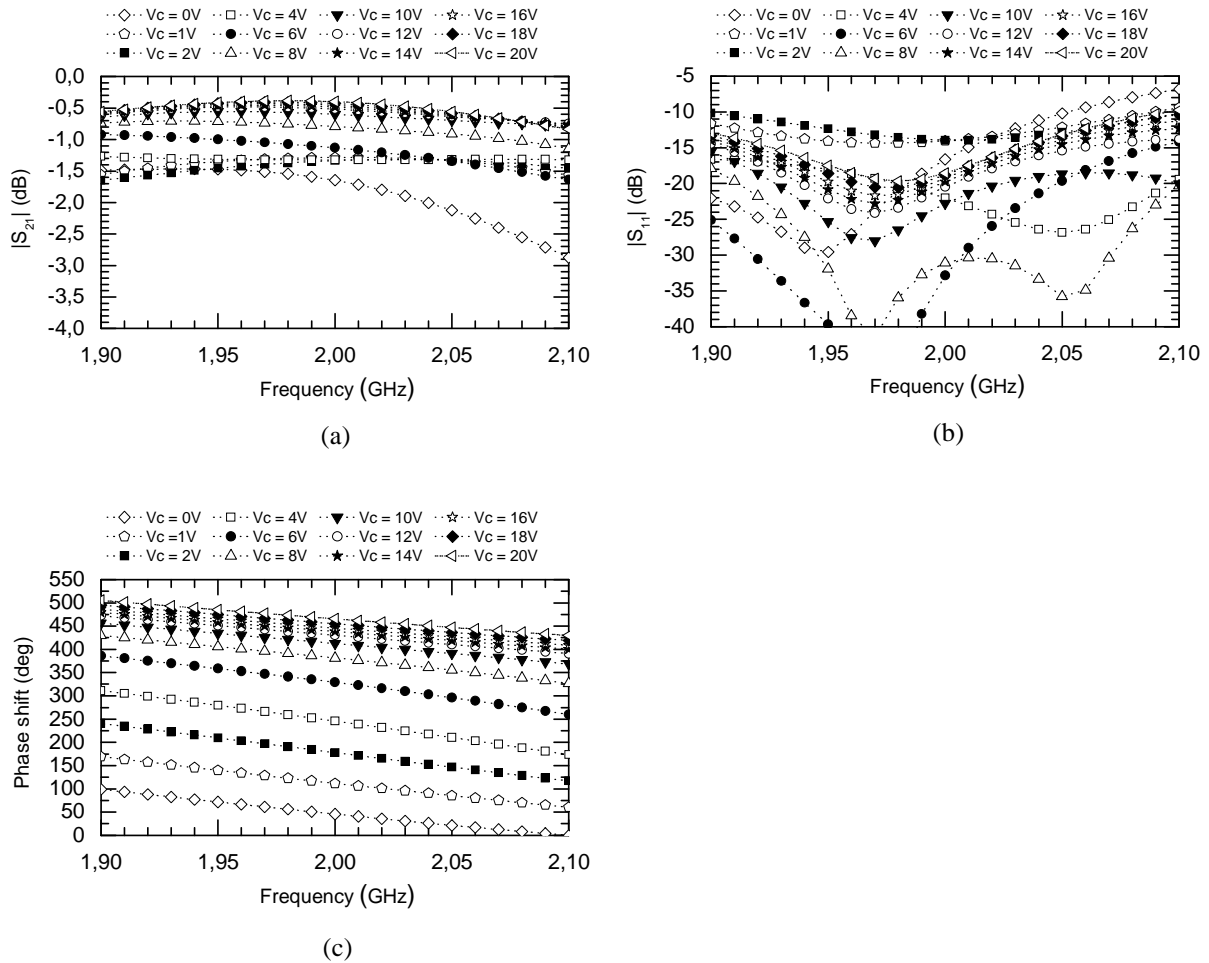 Vc = 0V Vc = 4V Vc = 10V Vc = 16V
Vc =1V Vc = 6V Vc = 12V Vc = 18V
Vc = 2V Vc = 8V Vc = 14V Vc = 20V
0,0
-0,5
-1,0
-1,5
-2,0
-2,5
-3,0
-3,5
-4,0
|S21| (dB)
1,90 1,95 2,00 2,05 2,10
Frequency (GHz)
(a)
Vc = 0V Vc = 4V Vc = 10V Vc = 16V
Vc =1V Vc = 6V Vc = 12V Vc = 18V
Vc = 2V Vc = 8V Vc = 14V Vc = 20V
-5
-10
-15
-20
-25
-30
-35
-40
|S11| (dB)
1,90 1,95 2,00 2,05 2,10
Frequency (GHz)
(b)
Vc = 0V Vc = 4V Vc = 10V Vc = 16V
Vc =1V Vc = 6V Vc = 12V Vc = 18V
Vc = 2V Vc = 8V Vc = 14V Vc = 20V
550
500
450
400
350
300
250
200
150
100
50
0
Phase shift (deg)
1,90 1,95 2,00 2,05 2,10
Frequency (GHz)
(c)